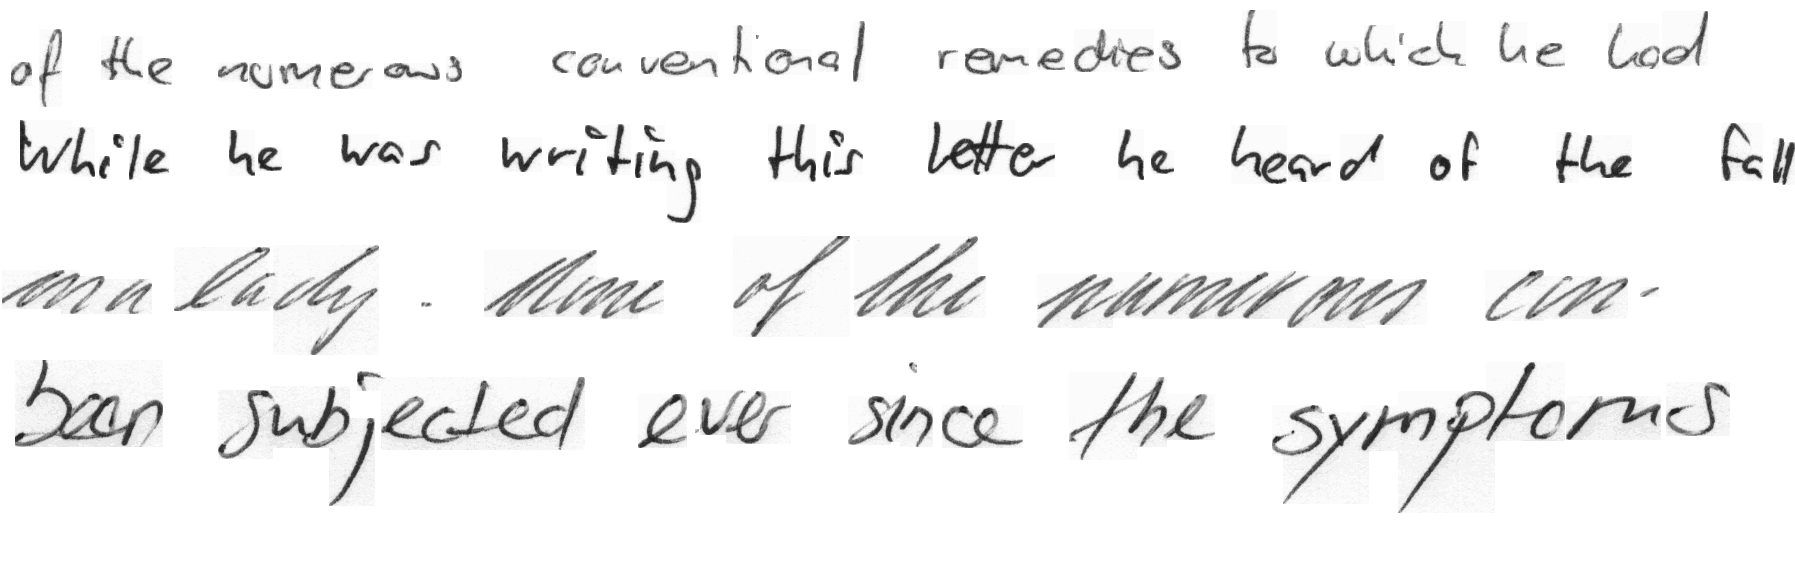 of the numerous conventional remedies to which he had
While he was writing this letter he heard of the fall
malady. None of the numerous con-
been subjected ever since the symptoms